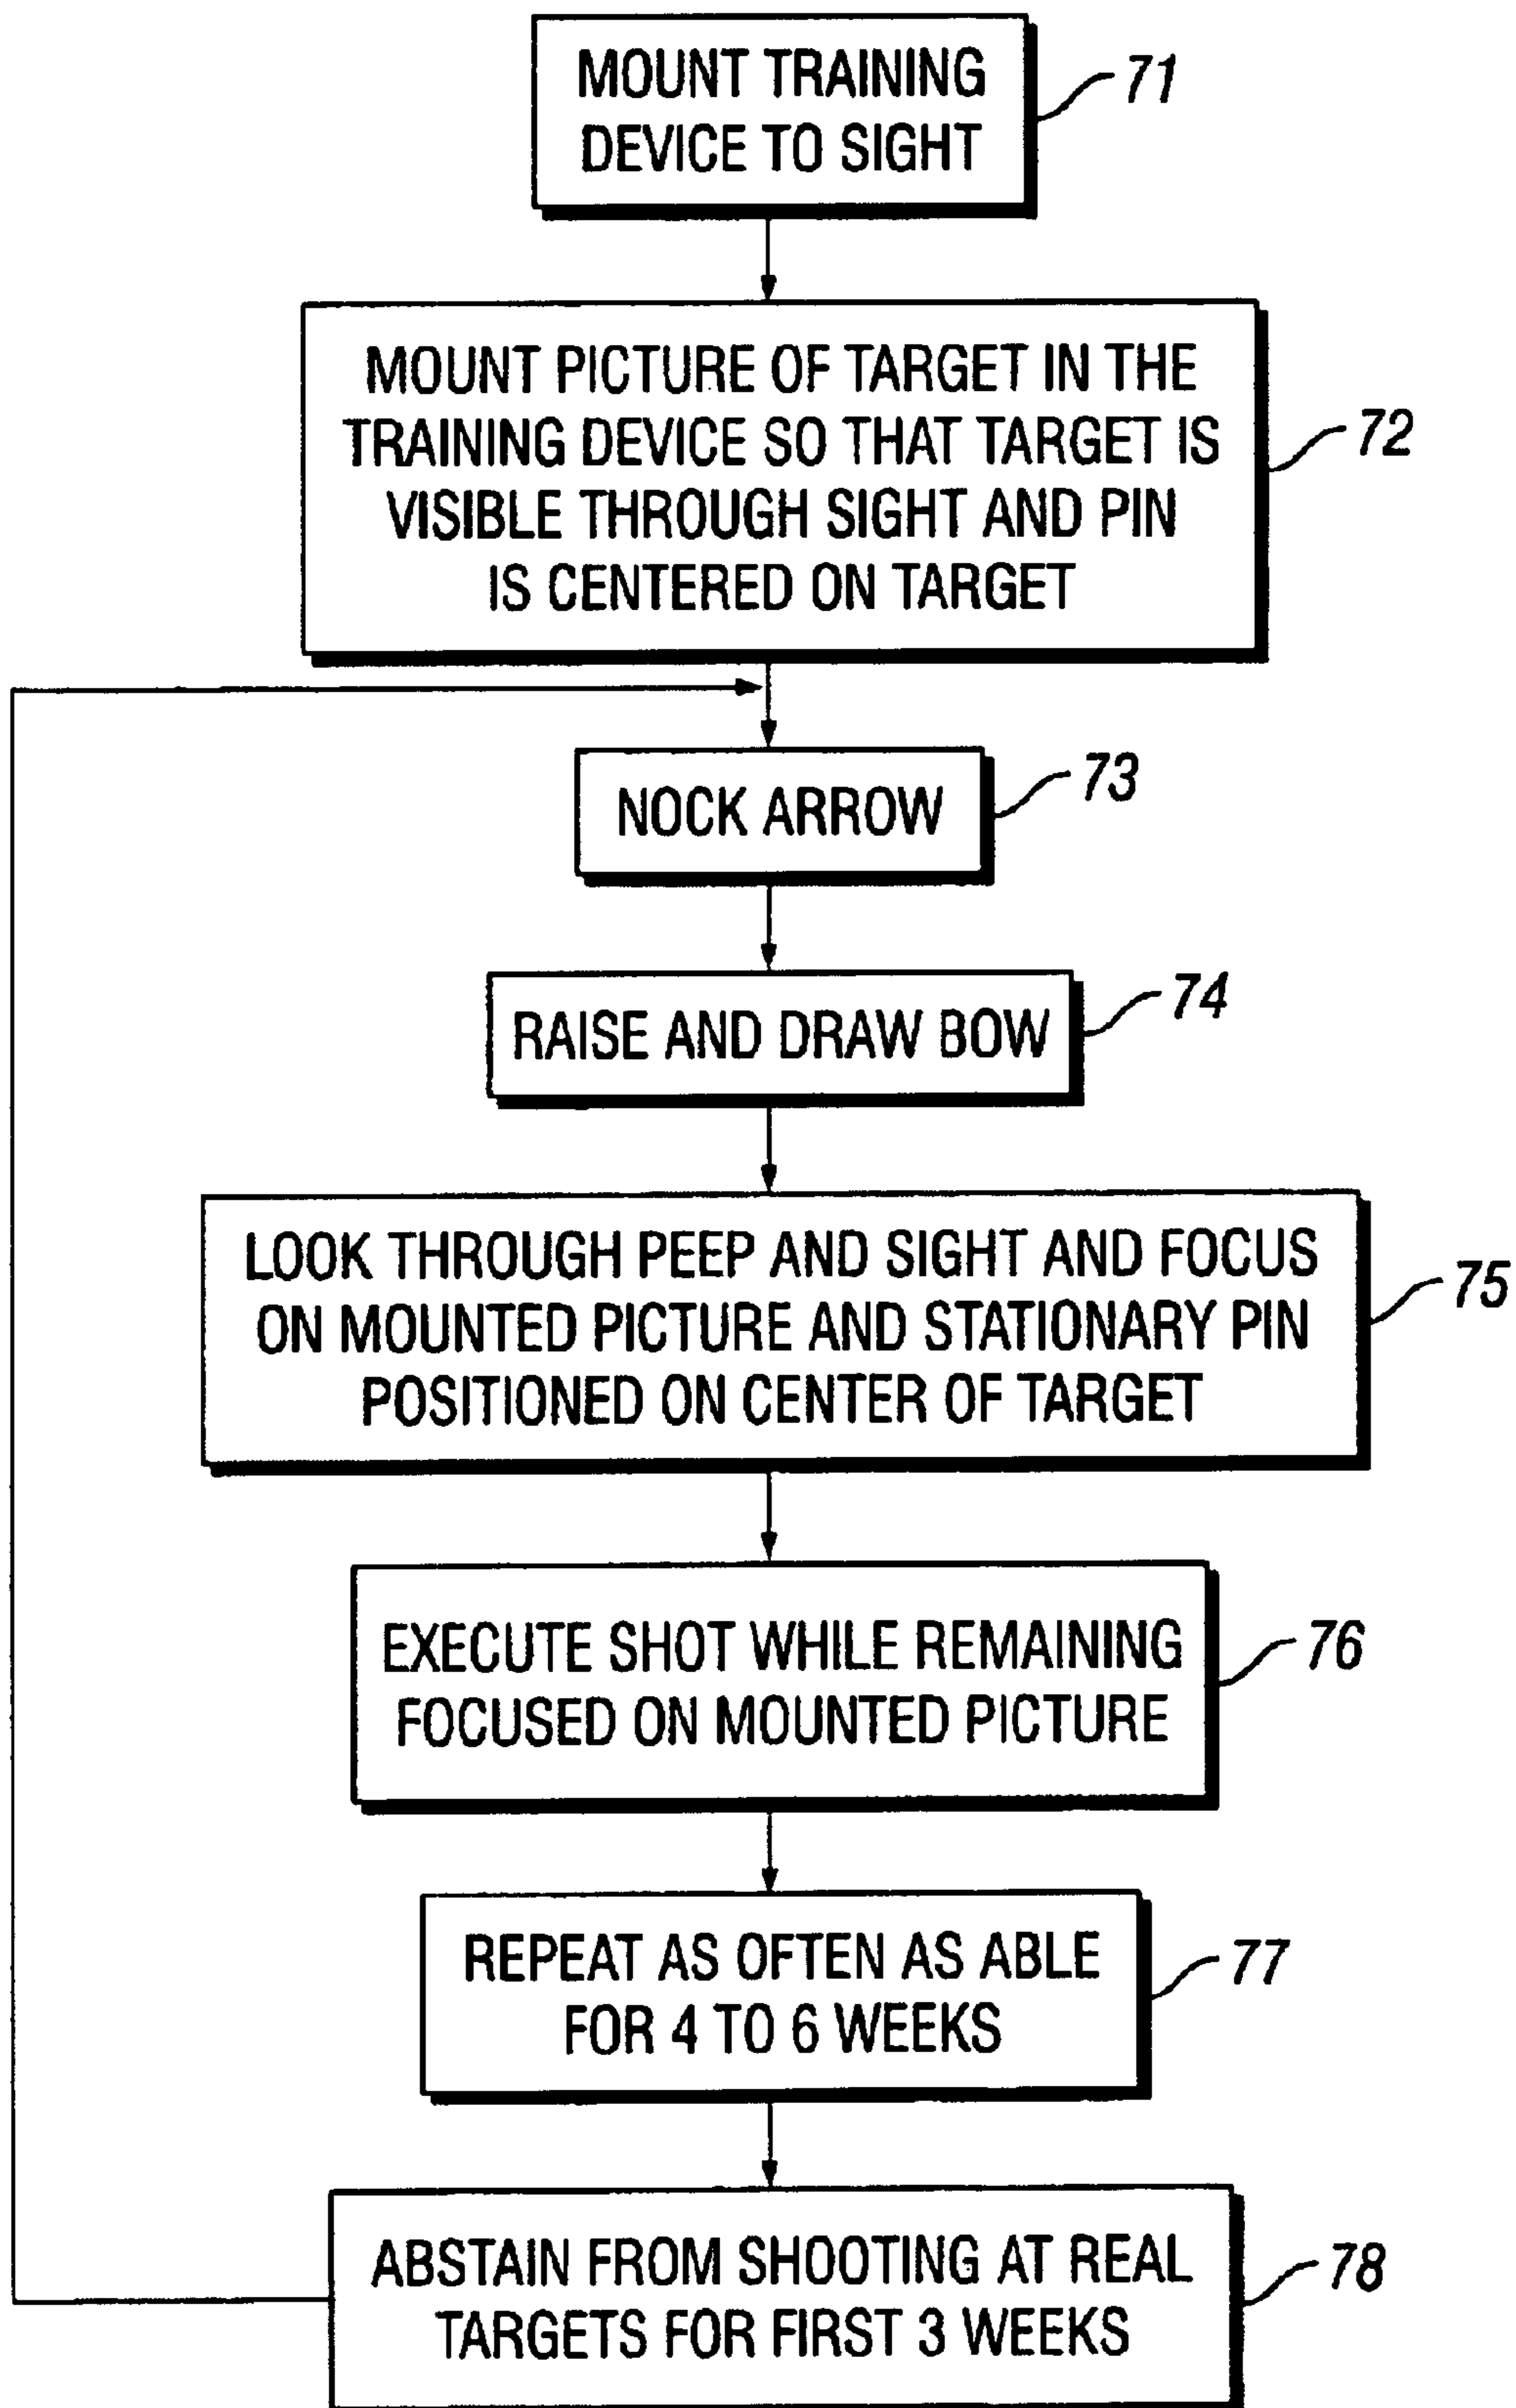 MOUNT TRAINING
DEVICE TO SIGHT
71
MOUNT PICTURE OF TARGET IN THE
TRAINING DEVICE SO THAT TARGET IS
VISIBLE THROUGH SIGHT AND PIN
IS CENTERED ON TARGET
72
NOCK ARROW
73
RAISE AND DRAW BOW
74
LOOK THROUGH PEEP AND SIGHT AND FOCUS
ON MOUNTED PICTURE AND STATIONARY PIN
POSITIONED ON CENTER OF TARGET
75
EXECUTE SHOT WHILE REMAINING
FOCUSED ON MOUNTED PICTURE
76
REPEAT AS OFTEN AS ABLE
FOR 4 TO 6 WEEKS
77
ABSTAIN FROM SHOOTING AT REAL
TARGETS FOR FIRST 3 WEEKS
78